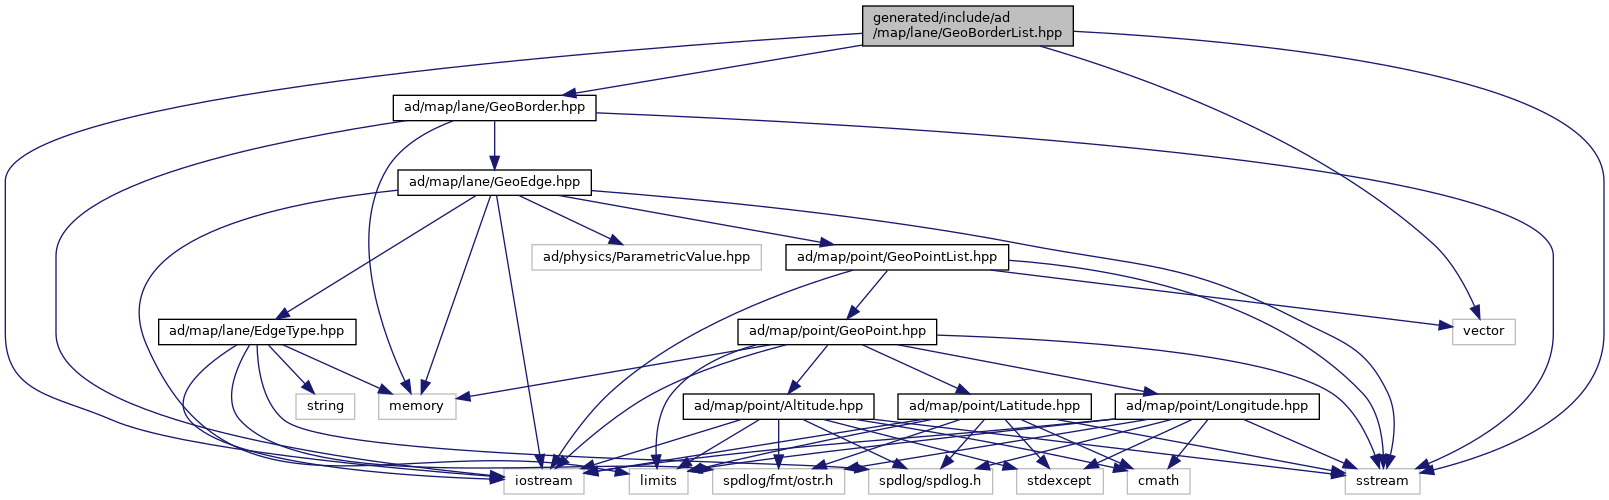 generated/include/ad
/map/lane/GeoBorderList.hpp
ad/map/lane/GeoBorder.hpp
ad/map/lane/GeoEdge.hpp
ad/physics/ParametricValue.hpp
ad/map/point/GeoPointList.hpp
ad/map/lane/EdgeType.hpp
ad/map/point/GeoPoint.hpp
vector
string
memory
ad/map/point/Altitude.hpp
ad/map/point/Latitude.hpp
ad/map/point/Longitude.hpp
iostream
limits
spdlog/fmt/ostr.h
spdlog/spdlog.h
stdexcept
cmath
sstream